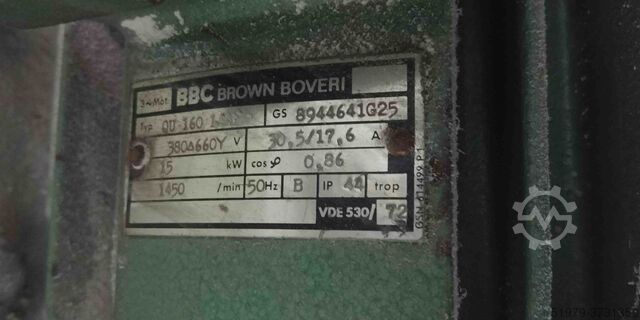 3~Mot. BBC BROWN BOVERI
Typ QU-160 GS 8944641G25
380Δ660Y V 30,5/17,6 A
15 kW cos φ 0,86
1450 /min 50Hz B IP 44 trop
VDE 530/ 72